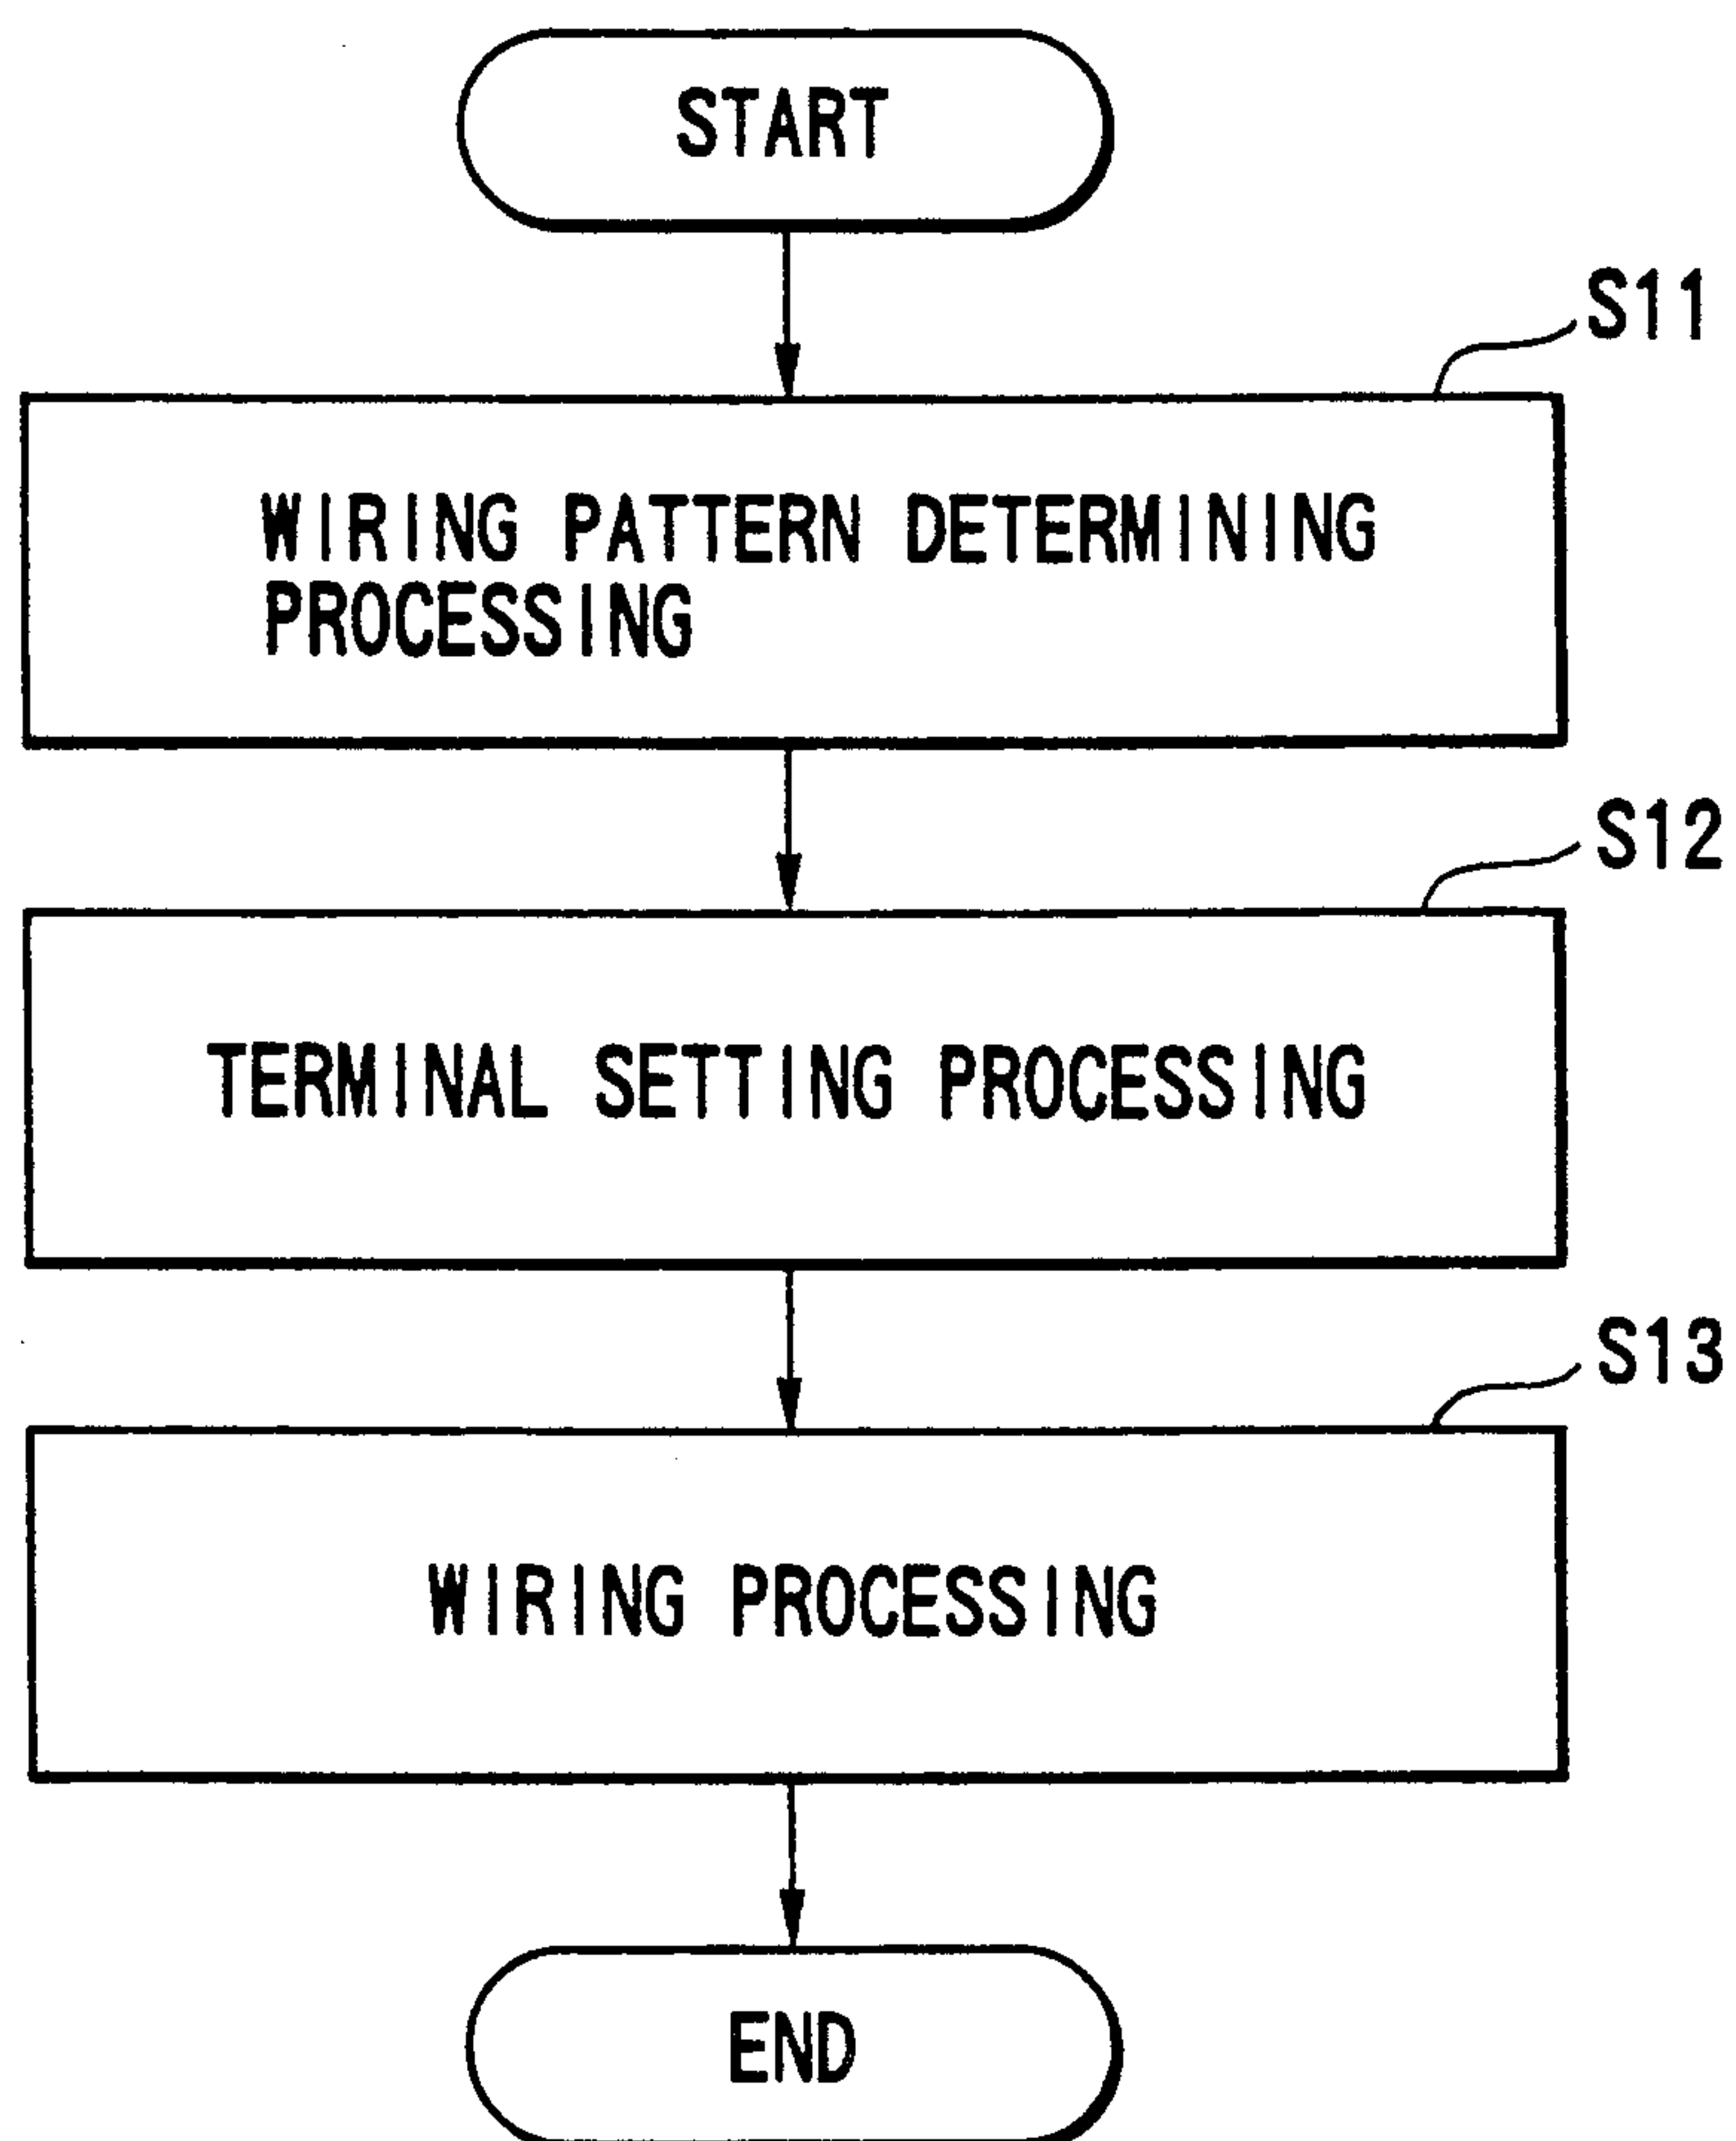 START
S11
WIRING PATTERN DETERMINING
PROCESSING
S12
TERMINAL SETTING PROCESSING
S13
WIRING PROCESSING
END